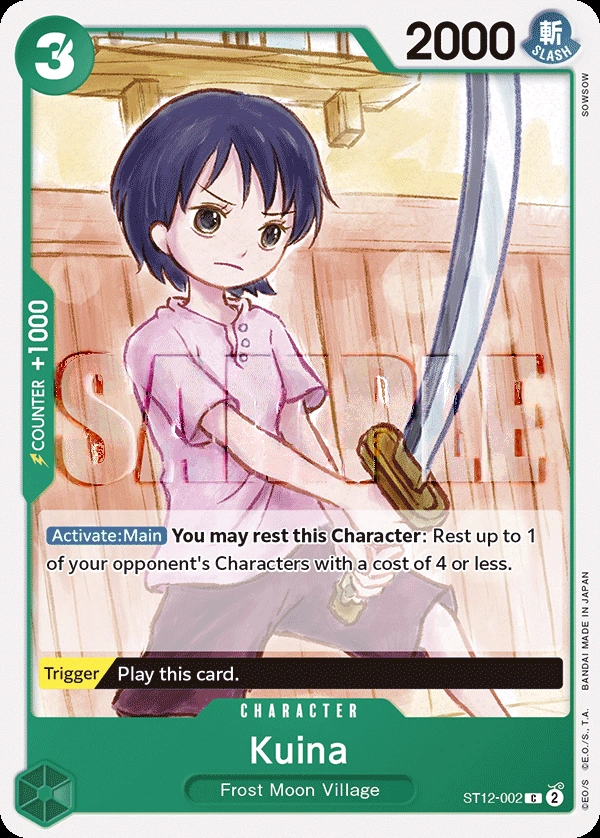 3
2000
斬
SLASH
SOWSOW
COUNTER +1000
SAMPLE
Activate:Main You may rest this Character: Rest up to 1
of your opponent's Characters with a cost of 4 or less.
Trigger Play this card.
CHARACTER
Kuina
Frost Moon Village
ST12-002 C 2
©EO/S ©E.O./S., T.A. BANDAI MADE IN JAPAN